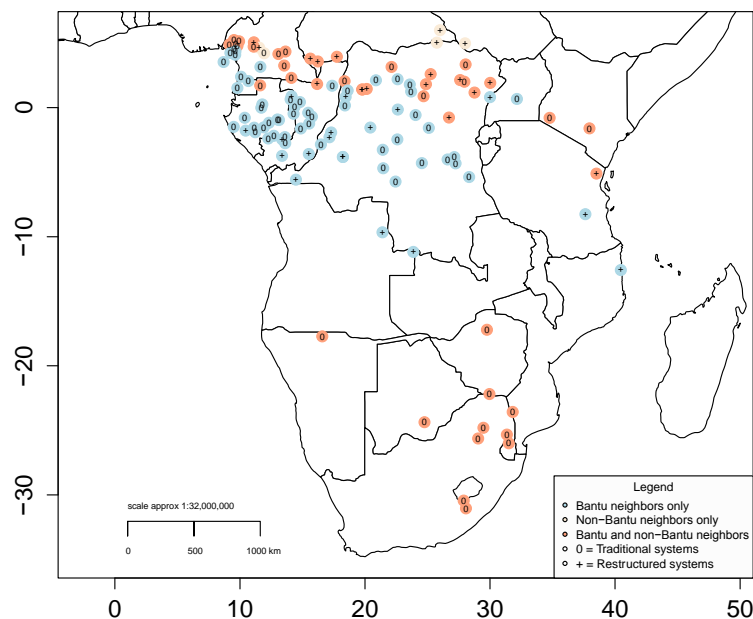 0
−10
−20
−30
scale approx 1:32,000,000
0 500 1000 km
Legend
Bantu neighbors only
Non−Bantu neighbors only
Bantu and non−Bantu neighbors
0 = Traditional systems
+ = Restructured systems
0 10 20 30 40 50